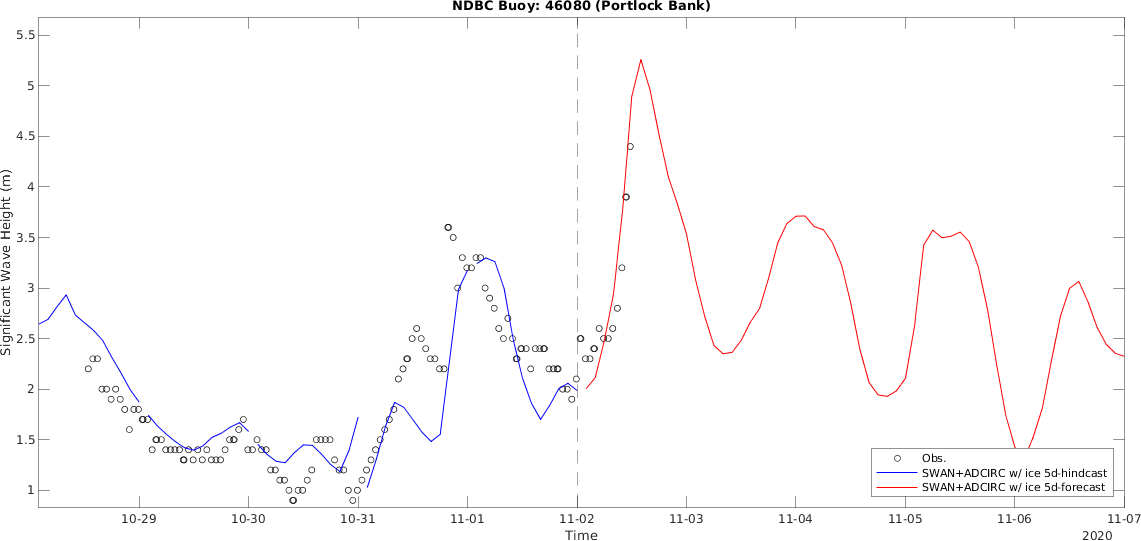 NDBC Buoy: 46080 (Portlock Bank)
5.5
5
4.5
4
3.5
3
2.5
2
1.5
1
Significant Wave Height (m)
Obs.
SWAN+ADCIRC w/ ice 5d-hindcast
SWAN+ADCIRC w/ ice 5d-forecast
10-29 10-30 10-31 11-01 11-02 11-03 11-04 11-05 11-06 11-07
Time
2020